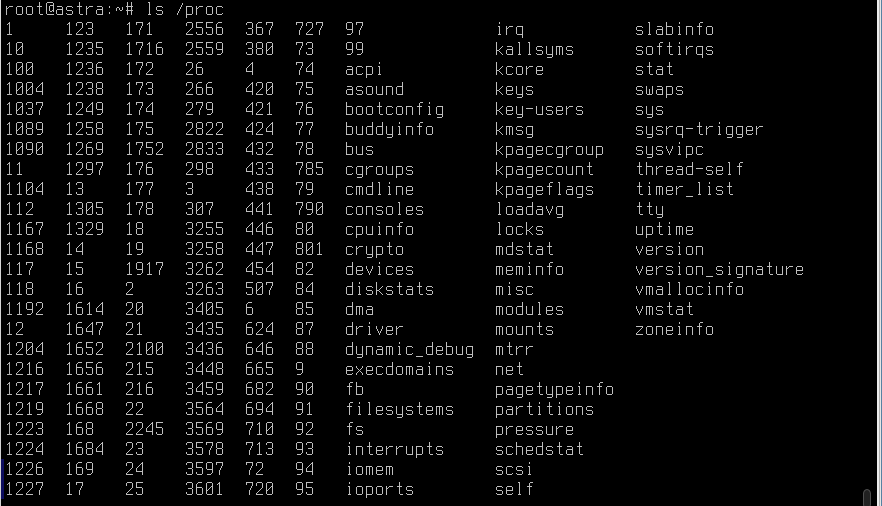 root@astra:~# ls /proc
1 123 171 2556 367 727 97 irq slabinfo
10 1235 1716 2559 380 73 99 kallsyms softirqs
100 1236 172 26 4 74 acpi kcore stat
1004 1238 173 266 420 75 asound keys swaps
1037 1249 174 279 421 76 bootconfig key-users sys
1089 1258 175 2822 424 77 buddyinfo kmsg sysrq-trigger
1090 1269 1752 2833 432 78 bus kpagecgroup sysvipc
11 1297 176 298 433 785 cgroups kpagecount thread-self
1104 13 177 3 438 79 cmdline kpageflags timer_list
112 1305 178 307 441 790 consoles loadavg tty
1167 1329 18 3255 446 80 cpuinfo locks uptime
1168 14 19 3258 447 801 crypto mdstat version
117 15 1917 3262 454 82 devices meminfo version_signature
118 16 2 3263 507 84 diskstats misc vmallocinfo
1192 1614 20 3405 6 85 dma modules vmstat
12 1647 21 3435 624 87 driver mounts zoneinfo
1204 1652 2100 3436 646 88 dynamic_debug mtrr
1216 1656 215 3448 665 9 execdomains net
1217 1661 216 3459 682 90 fb pagetypeinfo
1219 1668 22 3564 694 91 filesystems partitions
1223 168 2245 3569 710 92 fs pressure
1224 1684 23 3578 713 93 interrupts schedstat
1226 169 24 3597 72 94 iomem scsi
1227 17 25 3601 720 95 ioports self